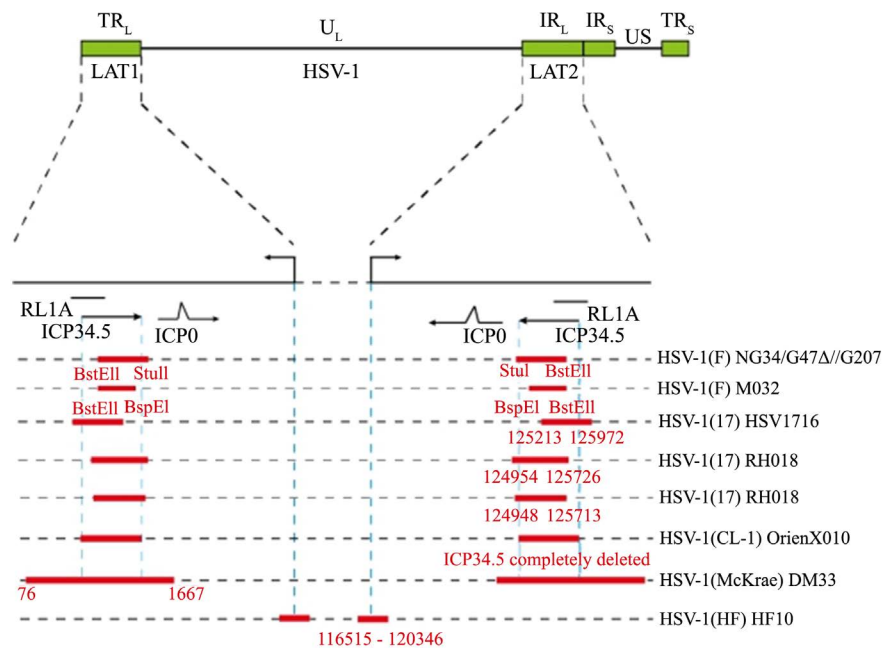 TRL UL IRL IRS US TRS
LAT1 HSV-1 LAT2
RL1A RL1A
ICP34.5 ICP0 ICP0 ICP34.5
HSV-1(F) NG34/G47Δ//G207
BstEll Stull Stul BstEll
HSV-1(F) M032
BstEll BspEl BspEl BstEll
HSV-1(17) HSV1716
125213 125972
HSV-1(17) RH018
124954 125726
HSV-1(17) RH018
124948 125713
HSV-1(CL-1) OrienX010
ICP34.5 completely deleted
HSV-1(McKrae) DM33
76 1667
HSV-1(HF) HF10
116515 - 120346